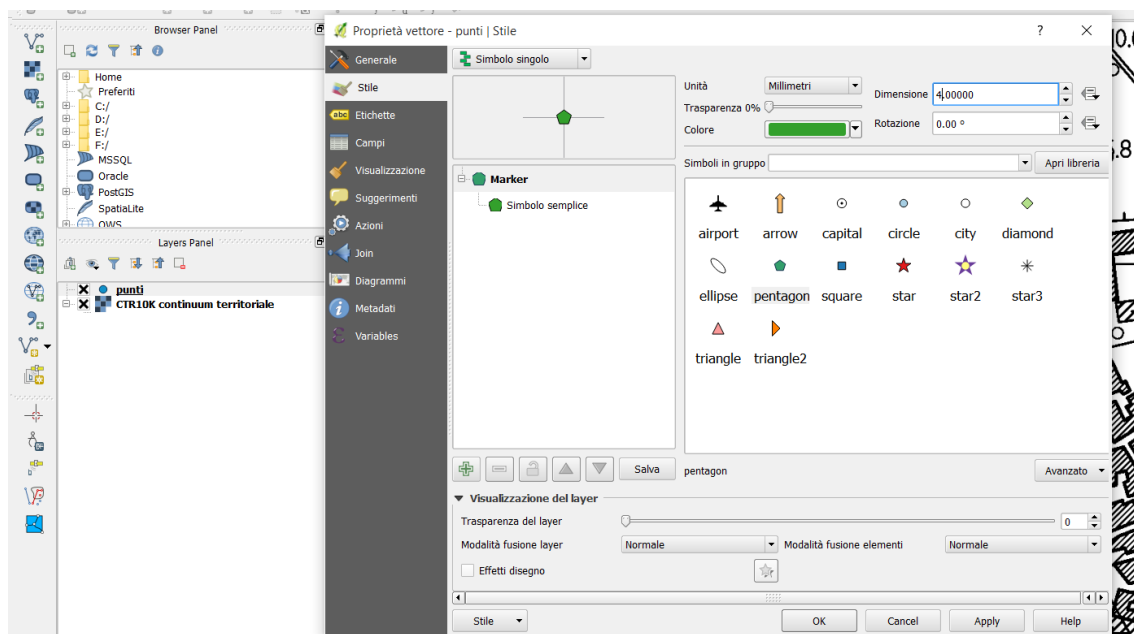 Browser Panel
Home
Preferiti
C:/
D:/
E:/
F:/
MSSQL
Oracle
PostGIS
SpatiaLite
OWS
Layers Panel
punti
CTR10K continuum territoriale
Proprietà vettore - punti | Stile
?
Generale
Stile
abc Etichette
Campi
Visualizzazione
Suggerimenti
Azioni
Join
Diagrammi
Metadati
Variables
Simbolo singolo
Marker
Simbolo semplice
Salva
Unità Millimetri Dimensione 4,00000
Trasparenza 0%
Colore Rotazione 0.00 °
Simboli in gruppo Apri libreria
airport arrow capital circle city diamond
ellipse pentagon square star star2 star3
triangle triangle2
pentagon Avanzato
Visualizzazione del layer
Trasparenza del layer 0
Modalità fusione layer Normale Modalità fusione elementi Normale
Effetti disegno
Stile OK Cancel Apply Help